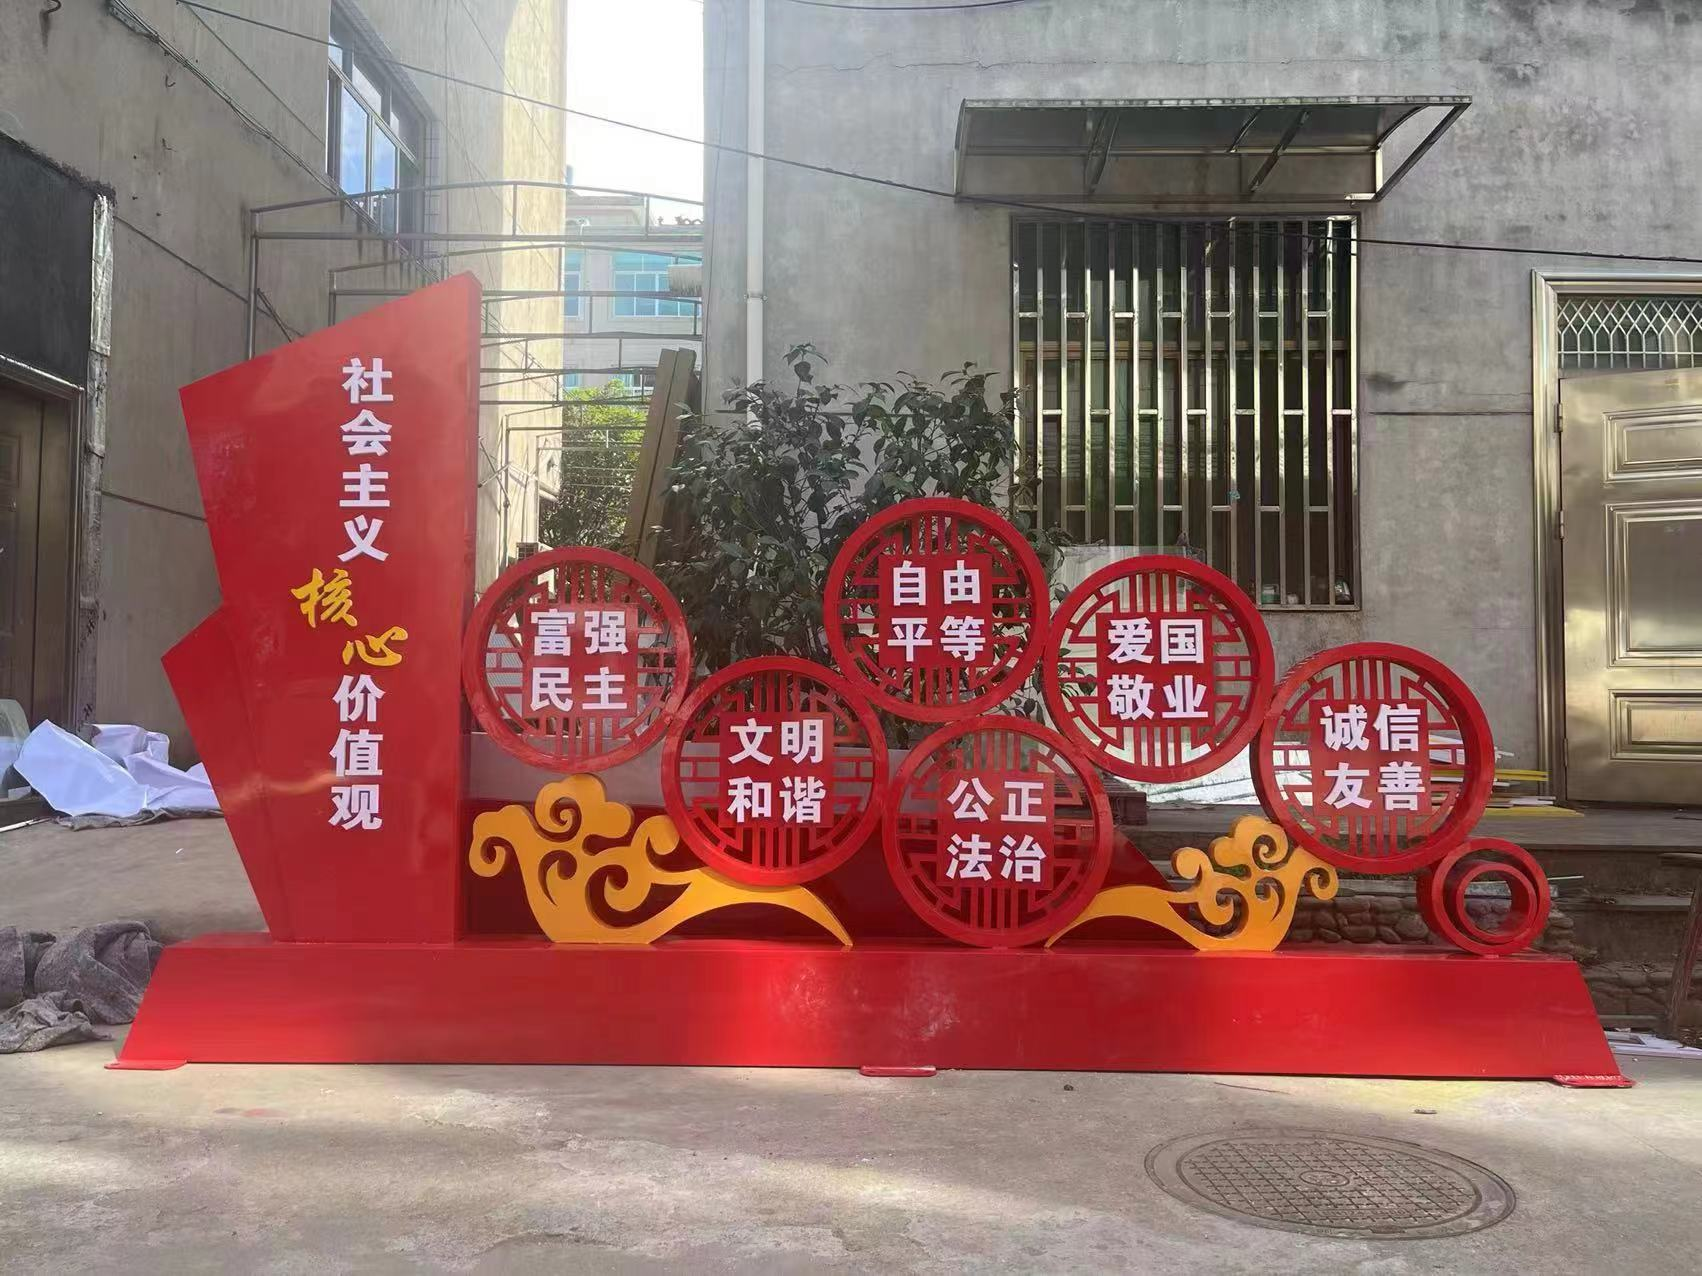 社会主义核心价值观
富强
民主
文明
和谐
自由
平等
公正
法治
爱国
敬业
诚信
友善